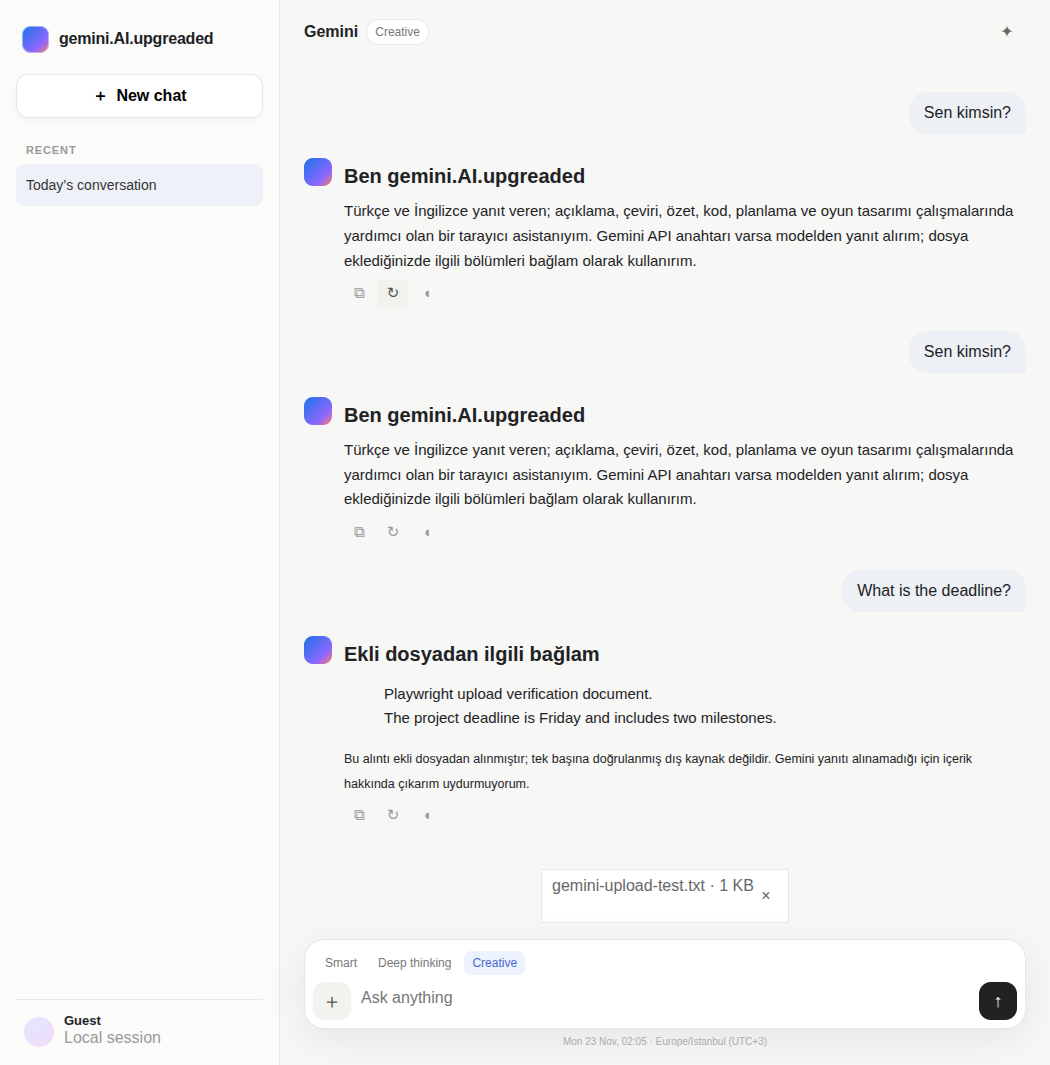 gemini.AI.upgreaded
+ New chat
RECENT
Today's conversation
Guest
Local session
Gemini Creative
Sen kimsin?
Ben gemini.AI.upgreaded
Türkçe ve İngilizce yanıt veren; açıklama, çeviri, özet, kod, planlama ve oyun tasarımı çalışmalarında
yardımcı olan bir tarayıcı asistanıyım. Gemini API anahtarı varsa modelden yanıt alırım; dosya
eklediğinizde ilgili bölümleri bağlam olarak kullanırım.
Sen kimsin?
Ben gemini.AI.upgreaded
Türkçe ve İngilizce yanıt veren; açıklama, çeviri, özet, kod, planlama ve oyun tasarımı çalışmalarında
yardımcı olan bir tarayıcı asistanıyım. Gemini API anahtarı varsa modelden yanıt alırım; dosya
eklediğinizde ilgili bölümleri bağlam olarak kullanırım.
What is the deadline?
Ekli dosyadan ilgili bağlam
Playwright upload verification document.
The project deadline is Friday and includes two milestones.
Bu alıntı ekli dosyadan alınmıştır; tek başına doğrulanmış dış kaynak değildir. Gemini yanıtı alınamadığı için içerik
hakkında çıkarım uydurmuyorum.
gemini-upload-test.txt · 1 KB ×
Smart Deep thinking Creative
+ Ask anything ↑
Mon 23 Nov, 02:05 · Europe/Istanbul (UTC+3)